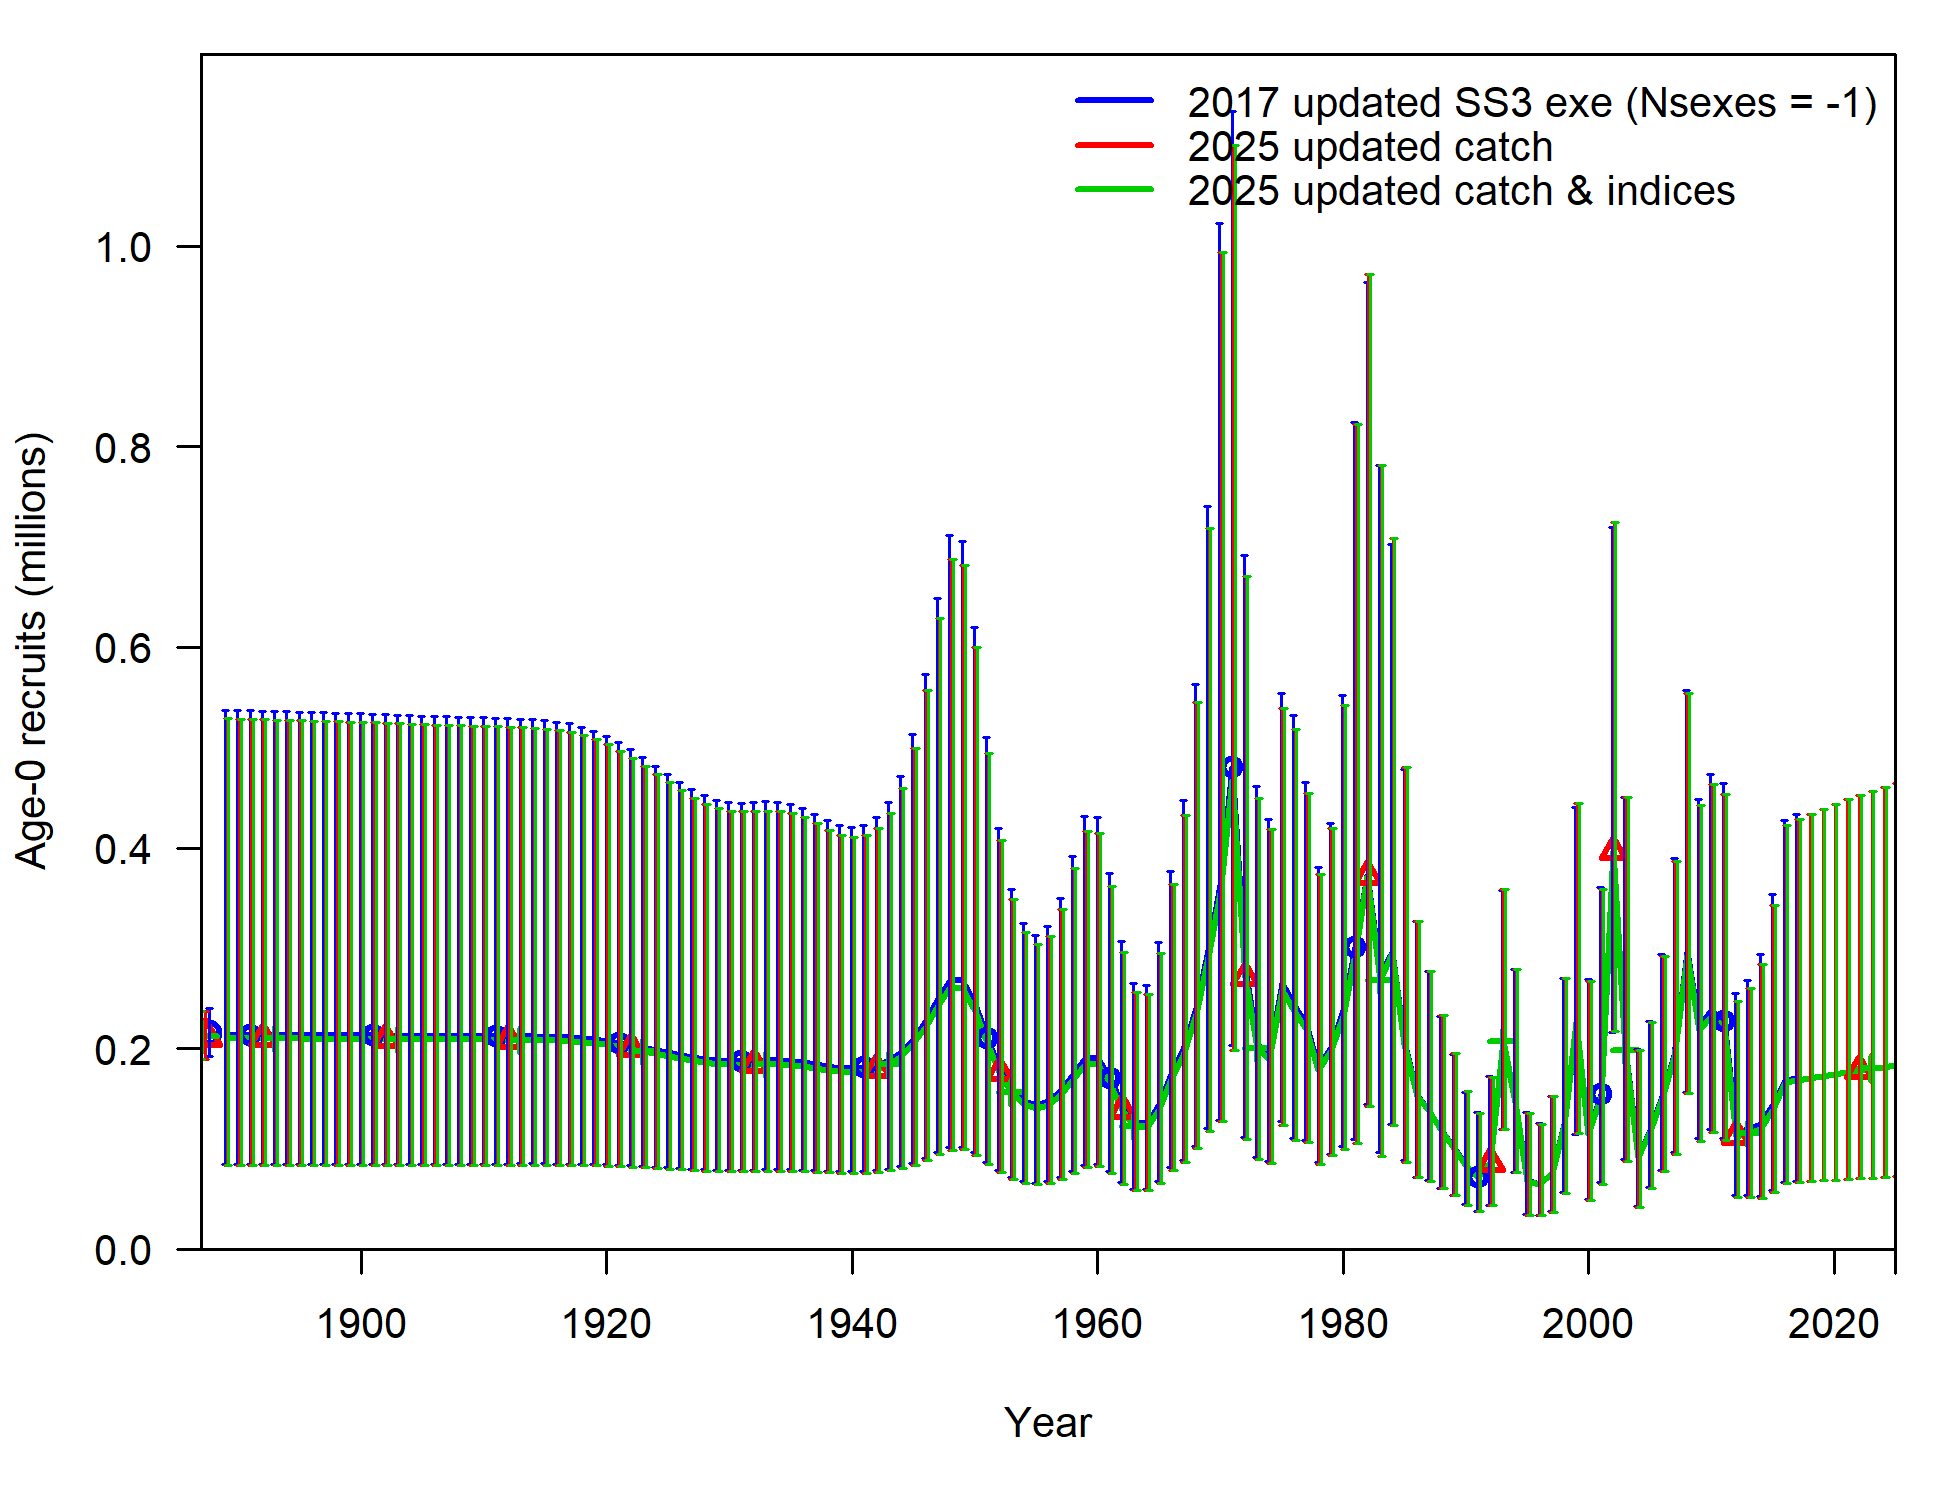 2017 updated SS3 exe (Nsexes = -1)
2025 updated catch
2025 updated catch & indices
1.0
0.8
0.6
0.4
0.2
0.0
Age-0 recruits (millions)
1900 1920 1940 1960 1980 2000 2020
Year